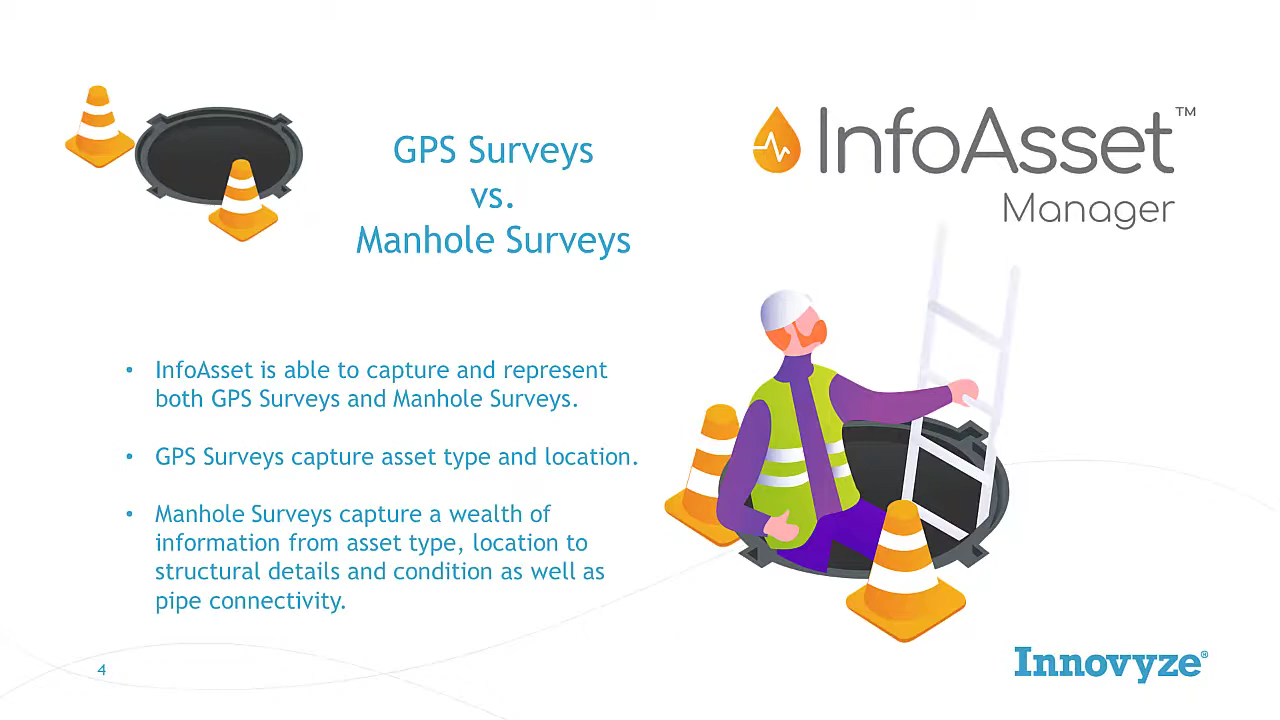 GPS Surveys
vs.
Manhole Surveys
InfoAsset™
Manager
• InfoAsset is able to capture and represent
both GPS Surveys and Manhole Surveys.
• GPS Surveys capture asset type and location.
• Manhole Surveys capture a wealth of
information from asset type, location to
structural details and condition as well as
pipe connectivity.
4
Innovyze®